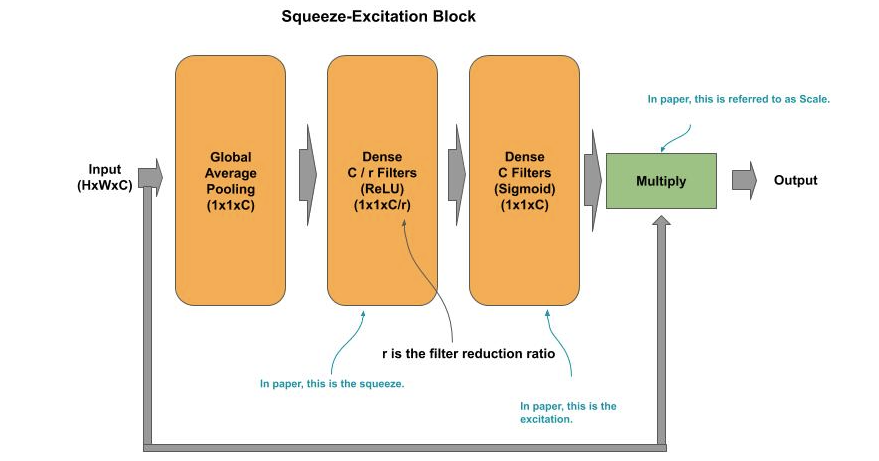 Squeeze-Excitation Block
In paper, this is referred to as Scale.
Input
(HxWxC)
Global
Average
Pooling
(1x1xC)
Dense
C / r Filters
(ReLU)
(1x1xC/r)
Dense
C Filters
(Sigmoid)
(1x1xC)
Multiply
Output
r is the filter reduction ratio
In paper, this is the squeeze.
In paper, this is the
excitation.